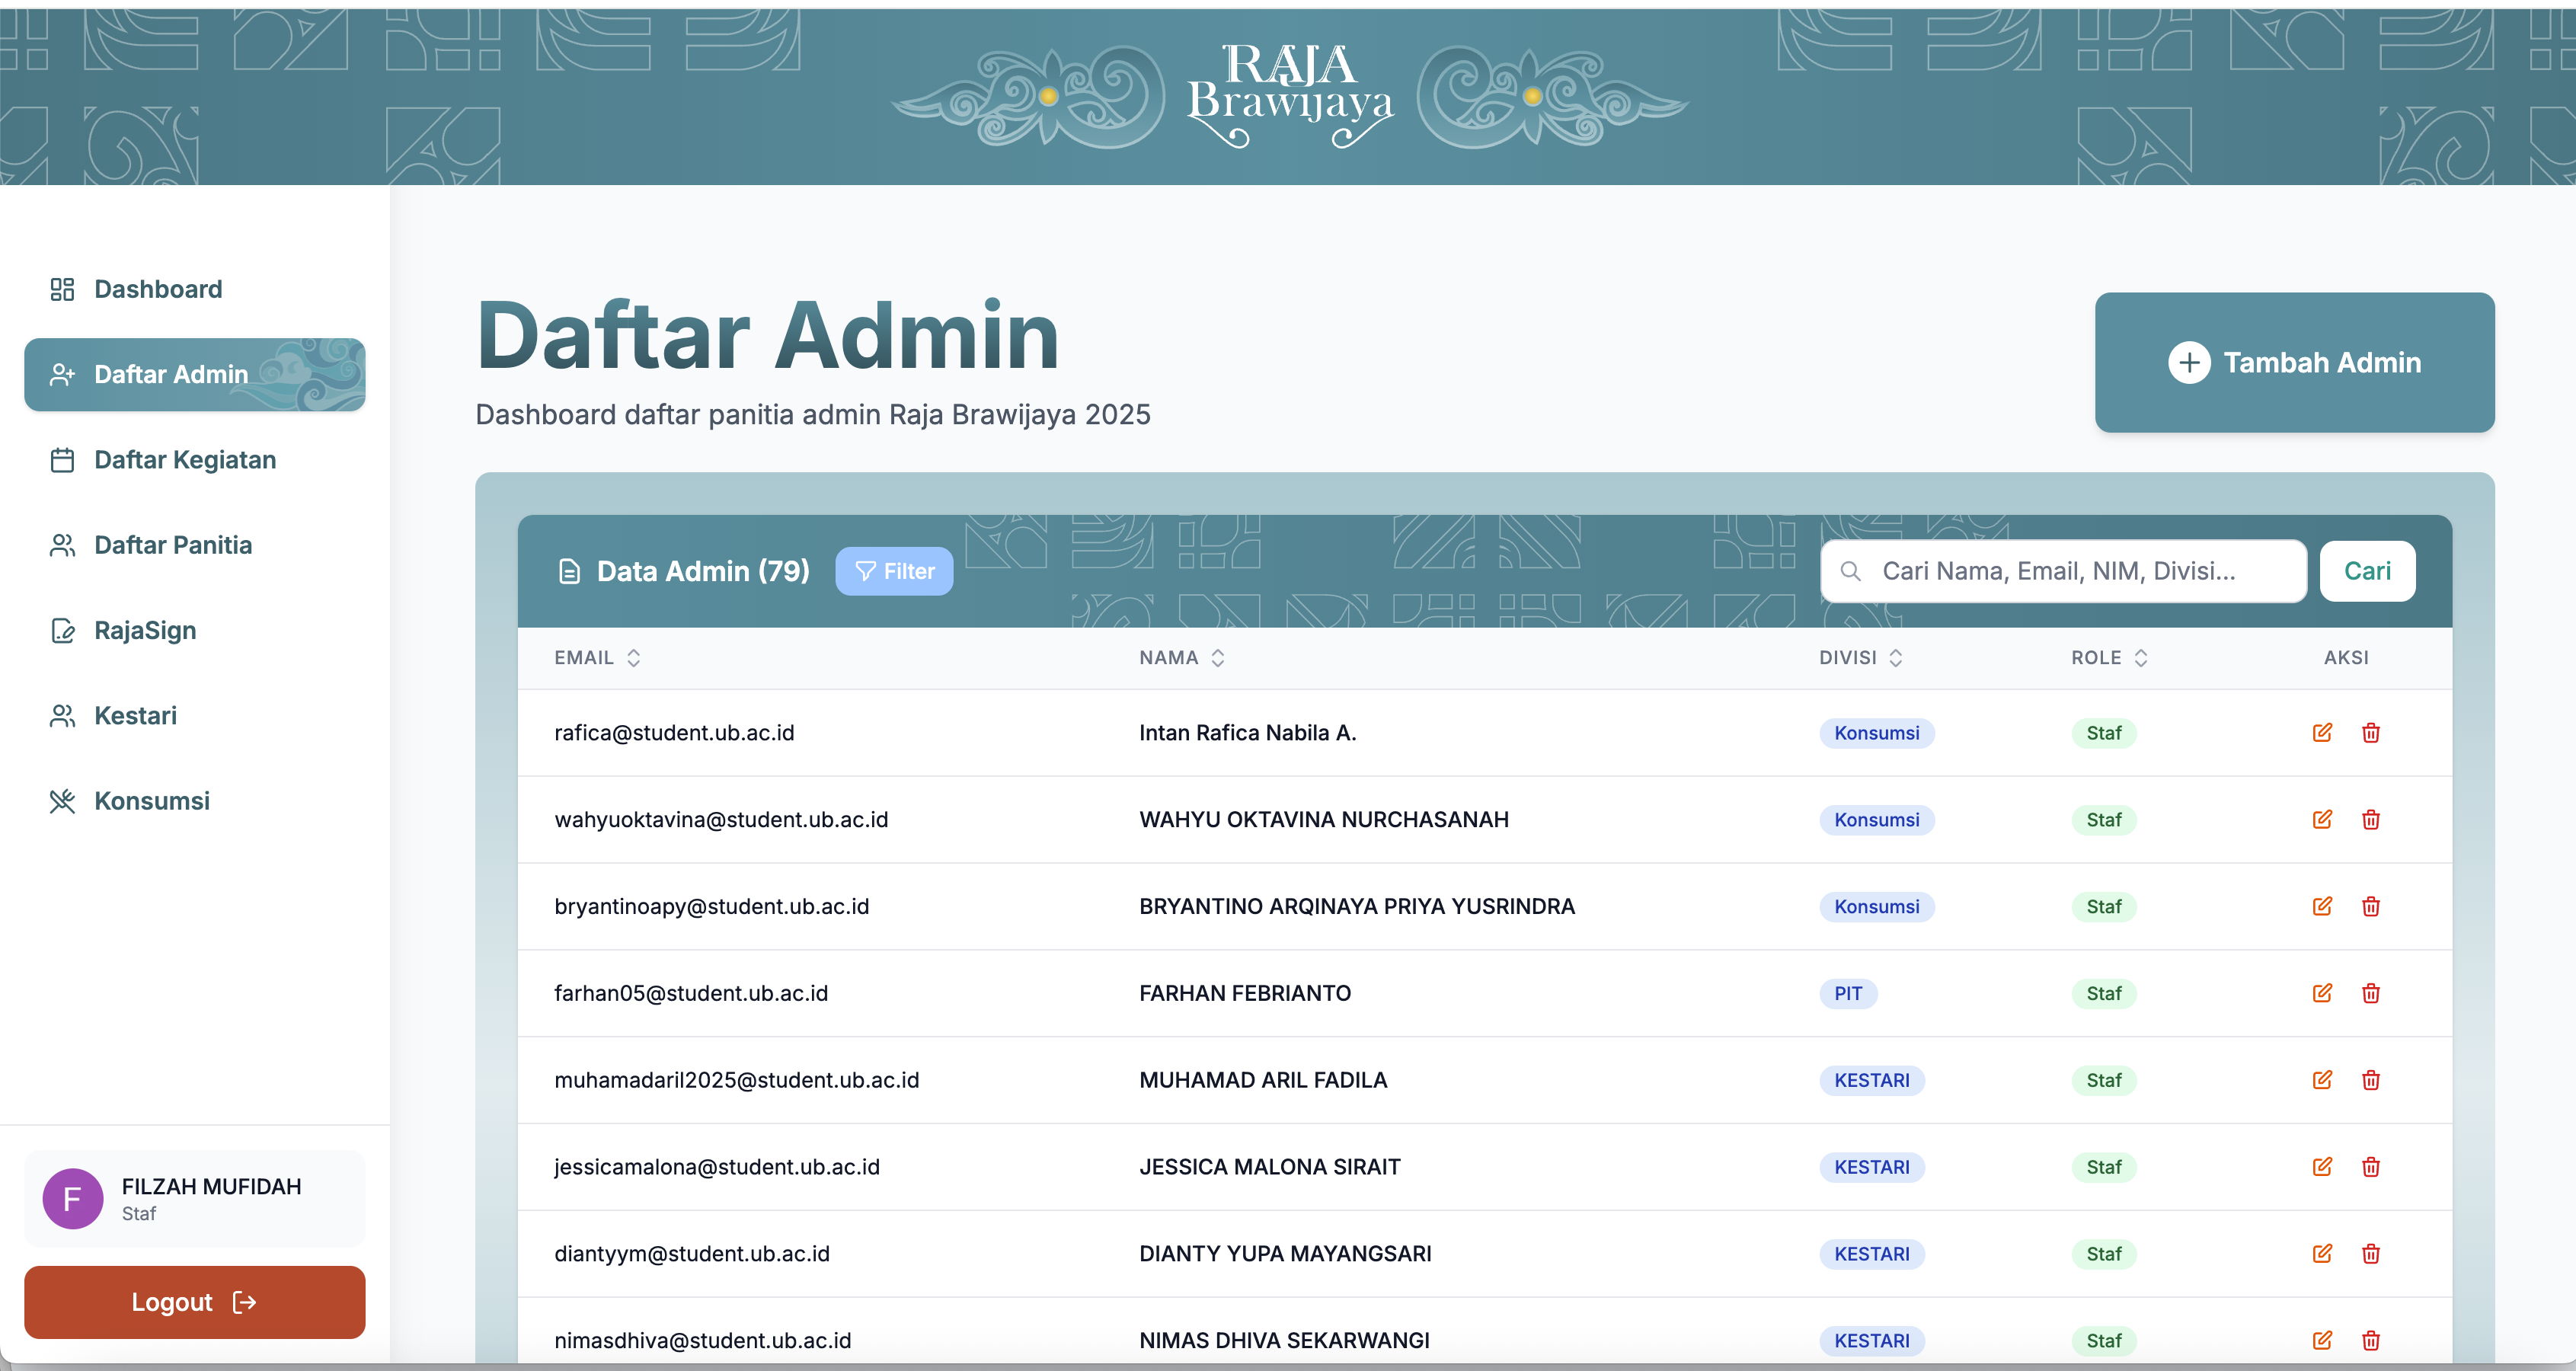 RAJA
Brawijaya
Dashboard
Daftar Admin
Daftar Kegiatan
Daftar Panitia
RajaSign
Kestari
Konsumsi
FILZAH MUFIDAH
F
Staf
Logout
Daftar Admin
Dashboard daftar panitia admin Raja Brawijaya 2025
Tambah Admin
Data Admin (79) Filter Cari Nama, Email, NIM, Divisi... Cari
EMAIL NAMA DIVISI ROLE AKSI
rafica@student.ub.ac.id Intan Rafica Nabila A. Konsumsi Staf
wahyuoktavina@student.ub.ac.id WAHYU OKTAVINA NURCHASANAH Konsumsi Staf
bryantinoapy@student.ub.ac.id BRYANTINO ARQINAYA PRIYA YUSRINDRA Konsumsi Staf
farhan05@student.ub.ac.id FARHAN FEBRIANTO PIT Staf
muhamadaril2025@student.ub.ac.id MUHAMAD ARIL FADILA KESTARI Staf
jessicamalona@student.ub.ac.id JESSICA MALONA SIRAIT KESTARI Staf
diantyym@student.ub.ac.id DIANTY YUPA MAYANGSARI KESTARI Staf
nimasdhiva@student.ub.ac.id NIMAS DHIVA SEKARWANGI KESTARI Staf